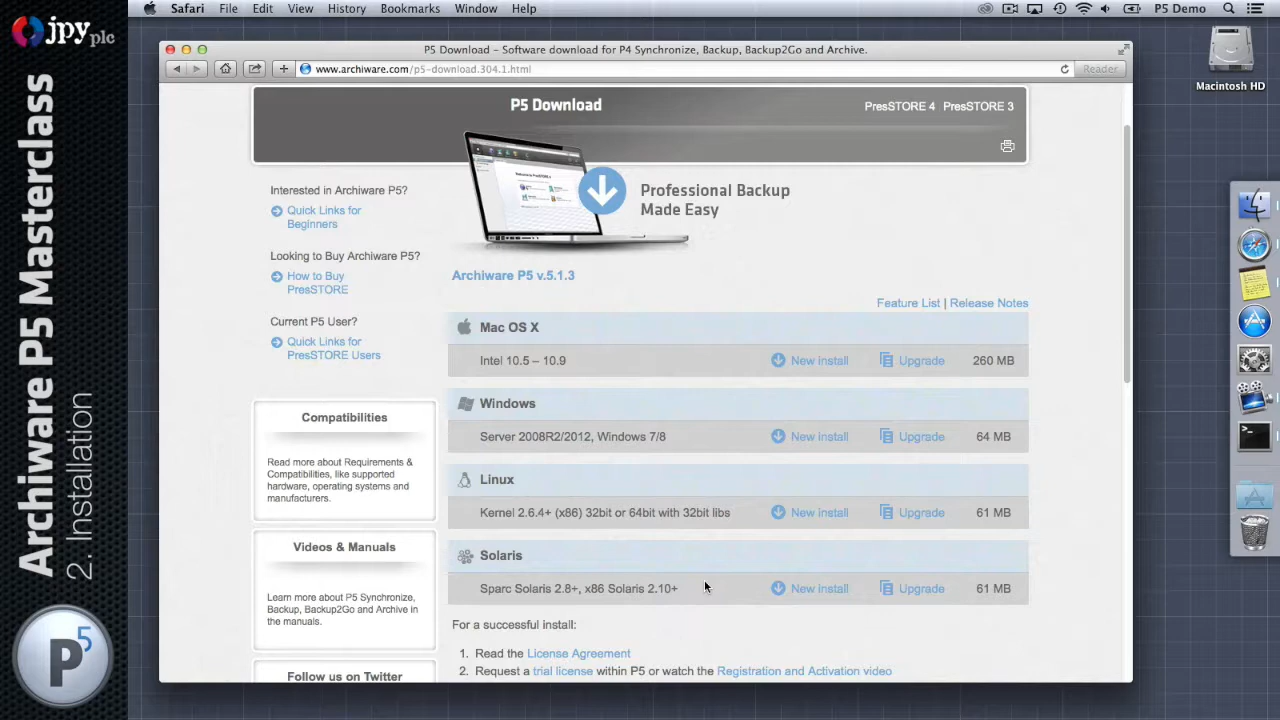 Safari File Edit View History Bookmarks Window Help P5 Demo
jpy plc
Archiware P5 Masterclass
2. Installation
P5
Macintosh HD
P5 Download – Software download for P4 Synchronize, Backup, Backup2Go and Archive.
www.archiware.com/p5-download.304.1.html
Reader
P5 Download
PresSTORE 4 PresSTORE 3
Professional Backup
Made Easy
Interested in Archiware P5?
Quick Links for
Beginners
Looking to Buy Archiware P5?
How to Buy
PresSTORE
Current P5 User?
Quick Links for
PresSTORE Users
Compatibilities
Read more about Requirements &
Compatibilities, like supported
hardware, operating systems and
manufacturers.
Videos & Manuals
Learn more about P5 Synchronize,
Backup, Backup2Go and Archive in
the manuals.
Follow us on Twitter
Archiware P5 v.5.1.3
Feature List | Release Notes
Mac OS X
Intel 10.5 – 10.9 New install Upgrade 260 MB
Windows
Server 2008R2/2012, Windows 7/8 New install Upgrade 64 MB
Linux
Kernel 2.6.4+ (x86) 32bit or 64bit with 32bit libs New install Upgrade 61 MB
Solaris
Sparc Solaris 2.8+, x86 Solaris 2.10+ New install Upgrade 61 MB
For a successful install:
1. Read the License Agreement
2. Request a trial license within P5 or watch the Registration and Activation video